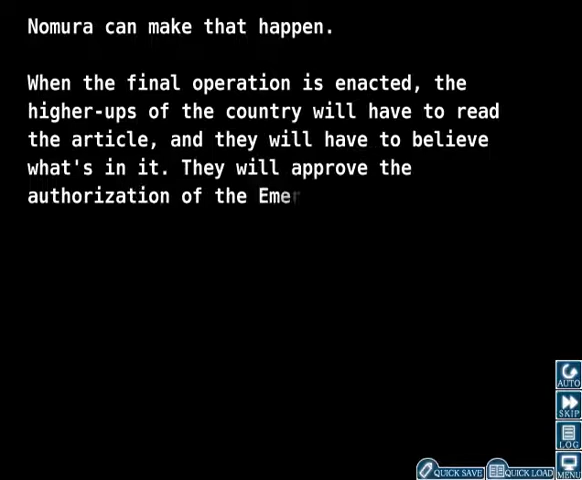 Nomura can make that happen.
When the final operation is enacted, the
higher-ups of the country will have to read
the article, and they will have to believe
what's in it. They will approve the
authorization of the Emer
AUTO
SKIP
LOG
QUICK SAVE QUICK LOAD MENU